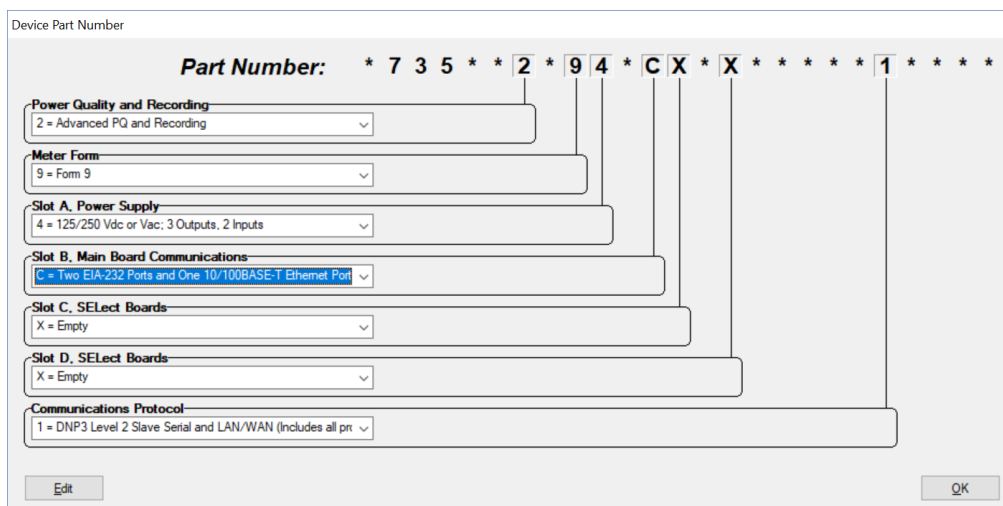 Device Part Number
Part Number: * 7 3 5 * * 2 * 9 4 * C X * X * * * * * 1 * * * *
Power Quality and Recording
2 = Advanced PQ and Recording
Meter Form
9 = Form 9
Slot A, Power Supply
4 = 125/250 Vdc or Vac; 3 Outputs, 2 Inputs
Slot B, Main Board Communications
C = Two EIA-232 Ports and One 10/100BASE-T Ethernet Port
Slot C, SELect Boards
X = Empty
Slot D, SELect Boards
X = Empty
Communications Protocol
1 = DNP3 Level 2 Slave Serial and LAN/WAN (Includes all pro
Edit
OK